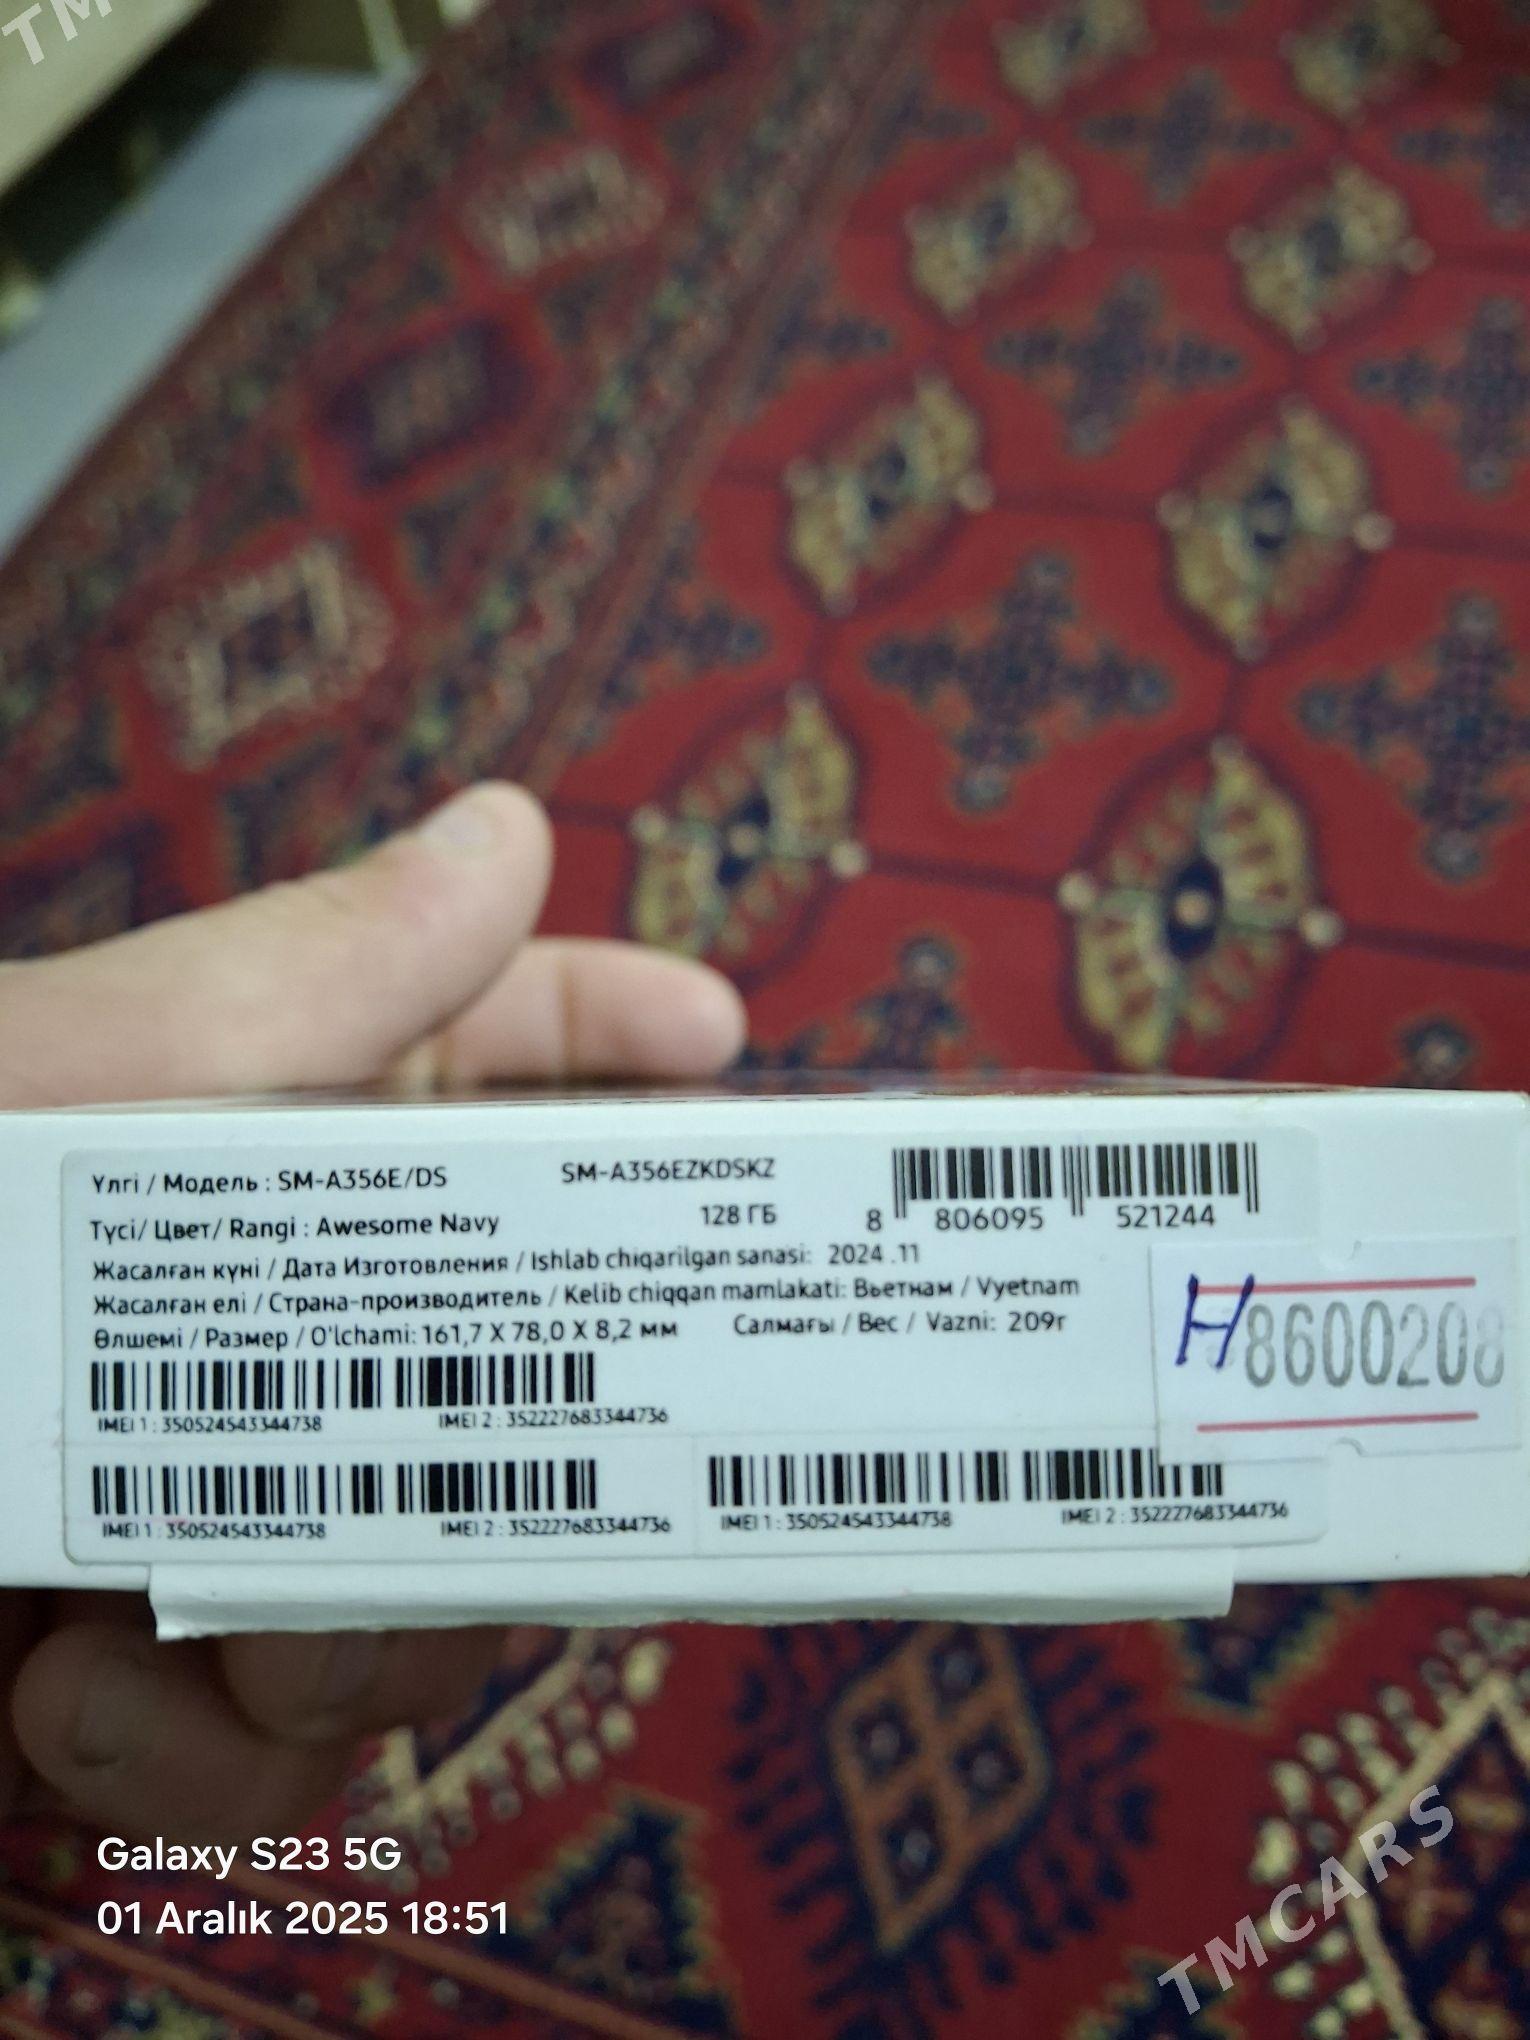 TM
Үлгі / Модель : SM-A356E/DS SM-A356EZKDSKZ
Түсі/ Цвет/ Rangi : Awesome Navy 128 ГБ
8 806095 521244
Жасалған күні / Дата Изготовления / Ishlab chiqarilgan sanasi: 2024 .11
Жасалған елі / Страна-производитель / Kelib chiqqan mamlakati: Вьетнам / Vyetnam
Өлшемі / Размер / O'lchami: 161,7 X 78,0 X 8,2 мм Салмағы / Вес / Vazni: 209г
H 8600208
IMEI 1 : 350524543344738 IMEI 2 : 352227683344736
IMEI 1 : 350524543344738 IMEI 2 : 352227683344736
IMEI 1 : 350524543344738 IMEI 2 : 352227683344736
Galaxy S23 5G
01 Aralık 2025 18:51
TMCARS